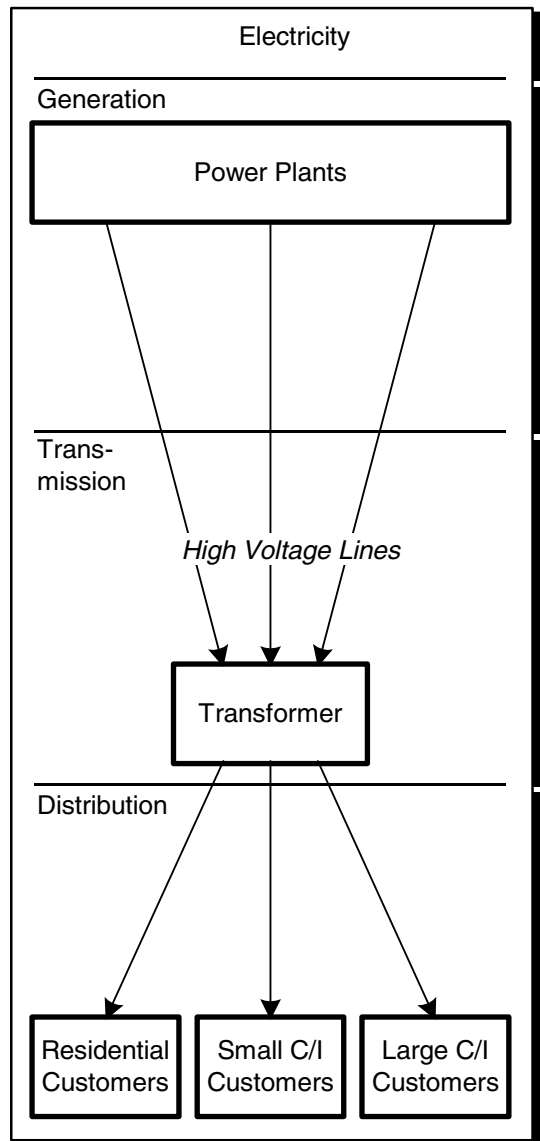 Electricity
Generation
Power Plants
Trans-
mission
High Voltage Lines
Transformer
Distribution
Residential
Customers
Small C/I
Customers
Large C/I
Customers